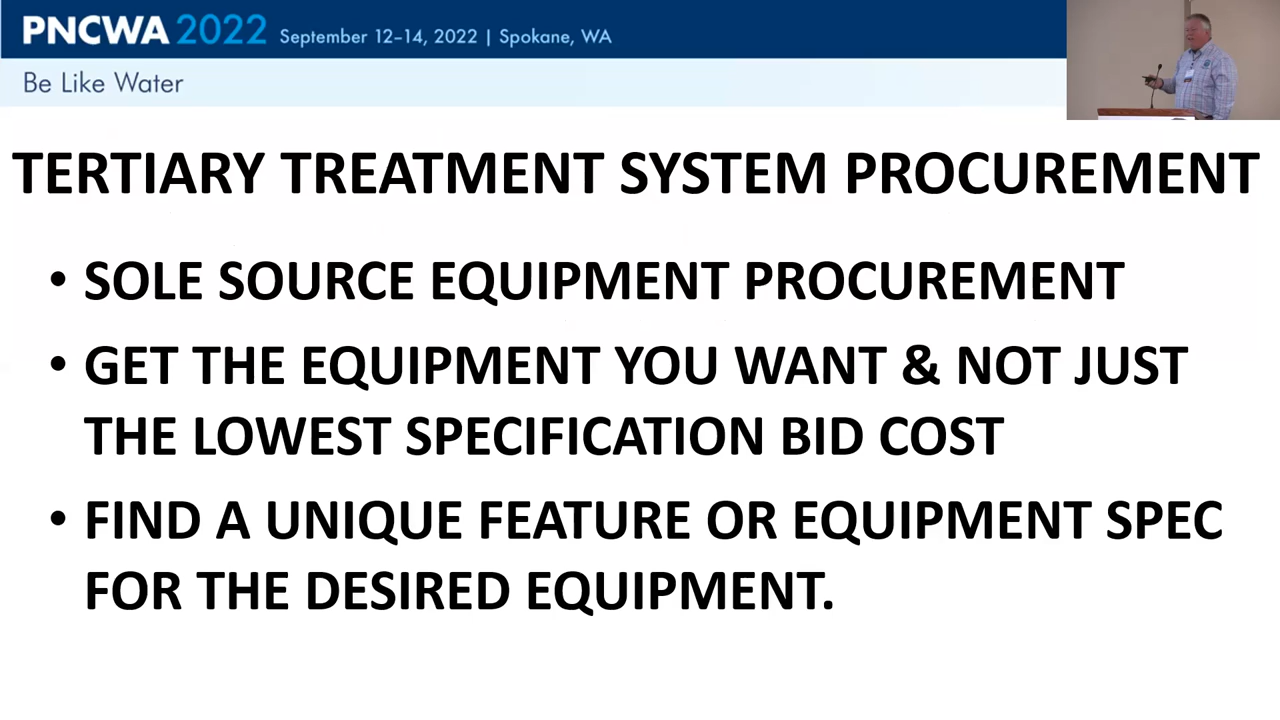 PNCWA 2022 September 12–14, 2022 | Spokane, WA
Be Like Water
TERTIARY TREATMENT SYSTEM PROCUREMENT
• SOLE SOURCE EQUIPMENT PROCUREMENT
• GET THE EQUIPMENT YOU WANT & NOT JUST
THE LOWEST SPECIFICATION BID COST
• FIND A UNIQUE FEATURE OR EQUIPMENT SPEC
FOR THE DESIRED EQUIPMENT.